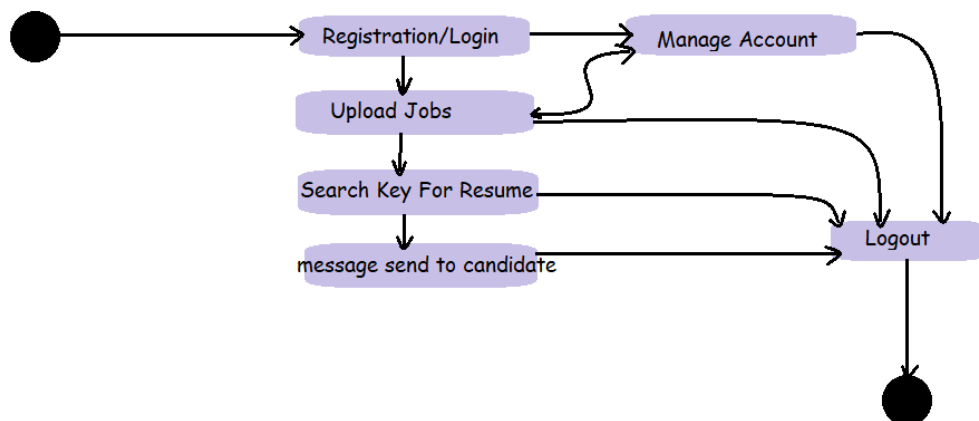 Registration/Login
Manage Account
Upload Jobs
Search Key For Resume
Logout
message send to candidate